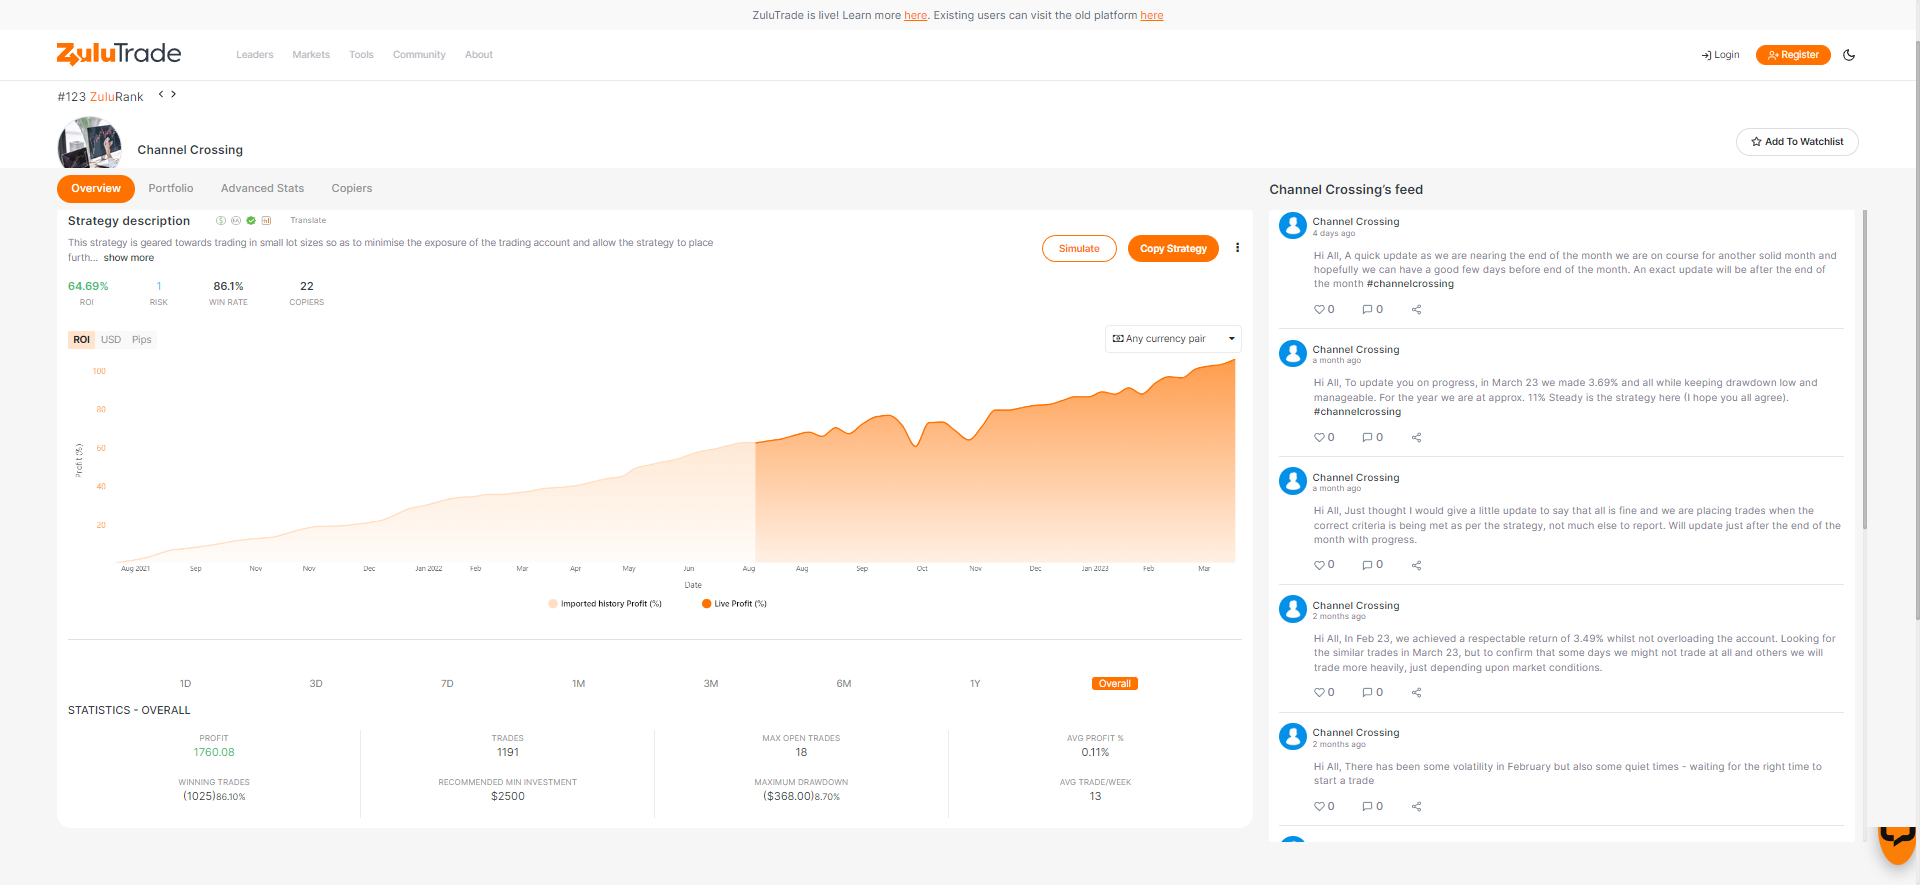 ZuluTrade is live! Learn more here. Existing users can visit the old platform here
ZuluTrade
Leaders
Markets
Tools
Community
About
Login
Register
#123 ZuluRank
Channel Crossing
Add To Watchlist
Overview
Portfolio
Advanced Stats
Copiers
Strategy description
Translate
This strategy is geared towards trading in small lot sizes so as to minimise the exposure of the trading account and allow the strategy to place
furth... show more
Simulate
Copy Strategy
64.69%
1
86.1%
22
ROI
RISK
WIN RATE
COPIERS
ROI
USD
Pips
Any currency pair
100
80
60
40
20
Profit (%)
Aug 2021
Sep
Nov
Nov
Dec
Jan 2022
Feb
Mar
Apr
May
Jun
Aug
Aug
Sep
Oct
Nov
Dec
Jan 2023
Feb
Mar
Date
Imported history Profit (%)
Live Profit (%)
1D
3D
7D
1M
3M
6M
1Y
Overall
STATISTICS - OVERALL
PROFIT
1760.08
TRADES
1191
MAX OPEN TRADES
18
AVG PROFIT %
0.11%
WINNING TRADES
(1025)86.10%
RECOMMENDED MIN INVESTMENT
$2500
MAXIMUM DRAWDOWN
($368.00)8.70%
AVG TRADE/WEEK
13
Channel Crossing's feed
Channel Crossing
4 days ago
Hi All, A quick update as we are nearing the end of the month we are on course for another solid month and
hopefully we can have a good few days before end of the month. An exact update will be after the end of
the month #channelcrossing
0
0
Channel Crossing
a month ago
Hi All, To update you on progress, in March 23 we made 3.69% and all while keeping drawdown low and
manageable. For the year we are at approx. 11% Steady is the strategy here (I hope you all agree).
#channelcrossing
0
0
Channel Crossing
a month ago
Hi All, Just thought I would give a little update to say that all is fine and we are placing trades when the
correct criteria is being met as per the strategy, not much else to report. Will update just after the end of the
month with progress.
0
0
Channel Crossing
2 months ago
Hi All, In Feb 23, we achieved a respectable return of 3.49% whilst not overloading the account. Looking for
the similar trades in March 23, but to confirm that some days we might not trade at all and others we will
trade more heavily, just depending upon market conditions.
0
0
Channel Crossing
2 months ago
Hi All, There has been some volatility in February but also some quiet times - waiting for the right time to
start a trade
0
0